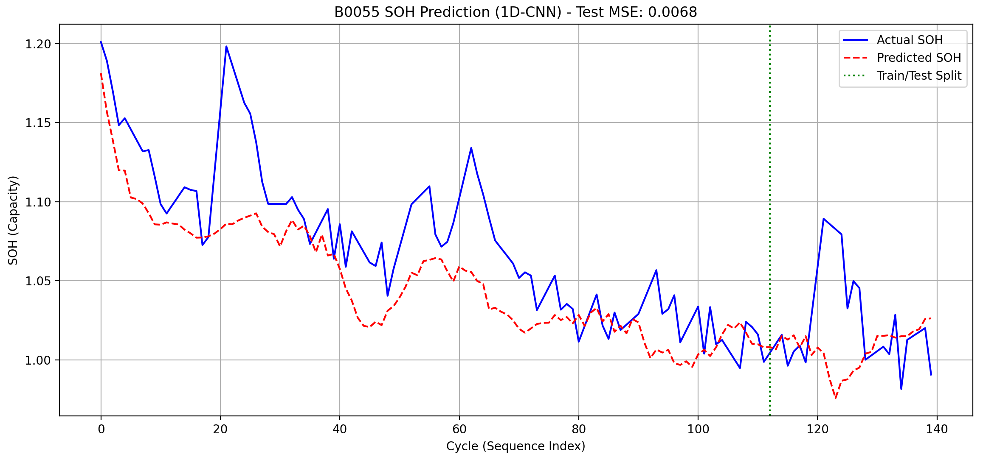 B0055 SOH Prediction (1D-CNN) - Test MSE: 0.0068
Actual SOH
Predicted SOH
Train/Test Split
SOH (Capacity)
1.20
1.15
1.10
1.05
1.00
0 20 40 60 80 100 120 140
Cycle (Sequence Index)